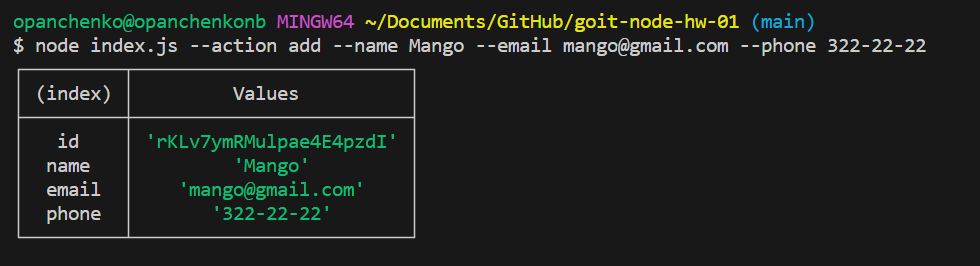 opanchenko@opanchenkonb MINGW64 ~/Documents/GitHub/goit-node-hw-01 (main)
$ node index.js --action add --name Mango --email mango@gmail.com --phone 322-22-22
(index) Values
id 'rKLv7ymRMulpae4E4pzdI'
name 'Mango'
email 'mango@gmail.com'
phone '322-22-22'